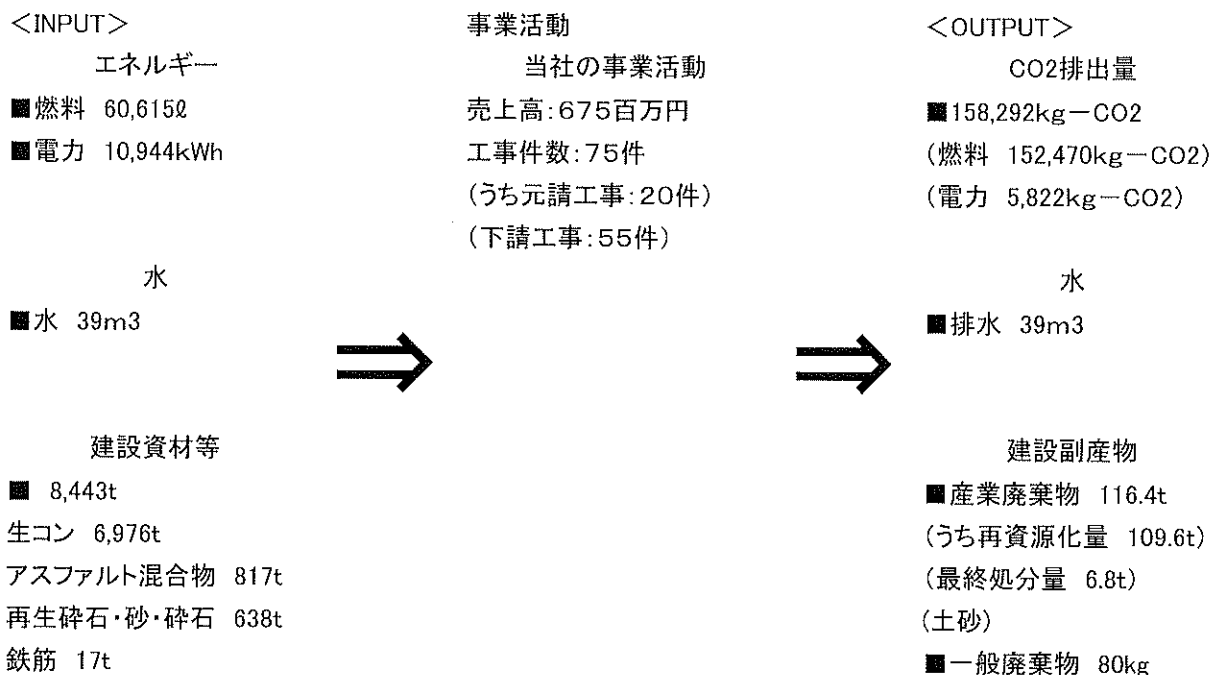 <INPUT>
エネルギー
■燃料 60,615ℓ
■電力 10,944kWh
水
■水 39m3
建設資材等
■ 8,443t
生コン 6,976t
アスファルト混合物 817t
再生砕石・砂・砕石 638t
鉄筋 17t
事業活動
当社の事業活動
売上高:675百万円
工事件数:75件
(うち元請工事:20件)
(下請工事:55件)
<OUTPUT>
CO2排出量
■158,292kg-CO2
(燃料 152,470kg-CO2)
(電力 5,822kg-CO2)
水
■排水 39m3
建設副産物
■産業廃棄物 116.4t
(うち再資源化量 109.6t)
(最終処分量 6.8t)
(土砂)
■一般廃棄物 80kg